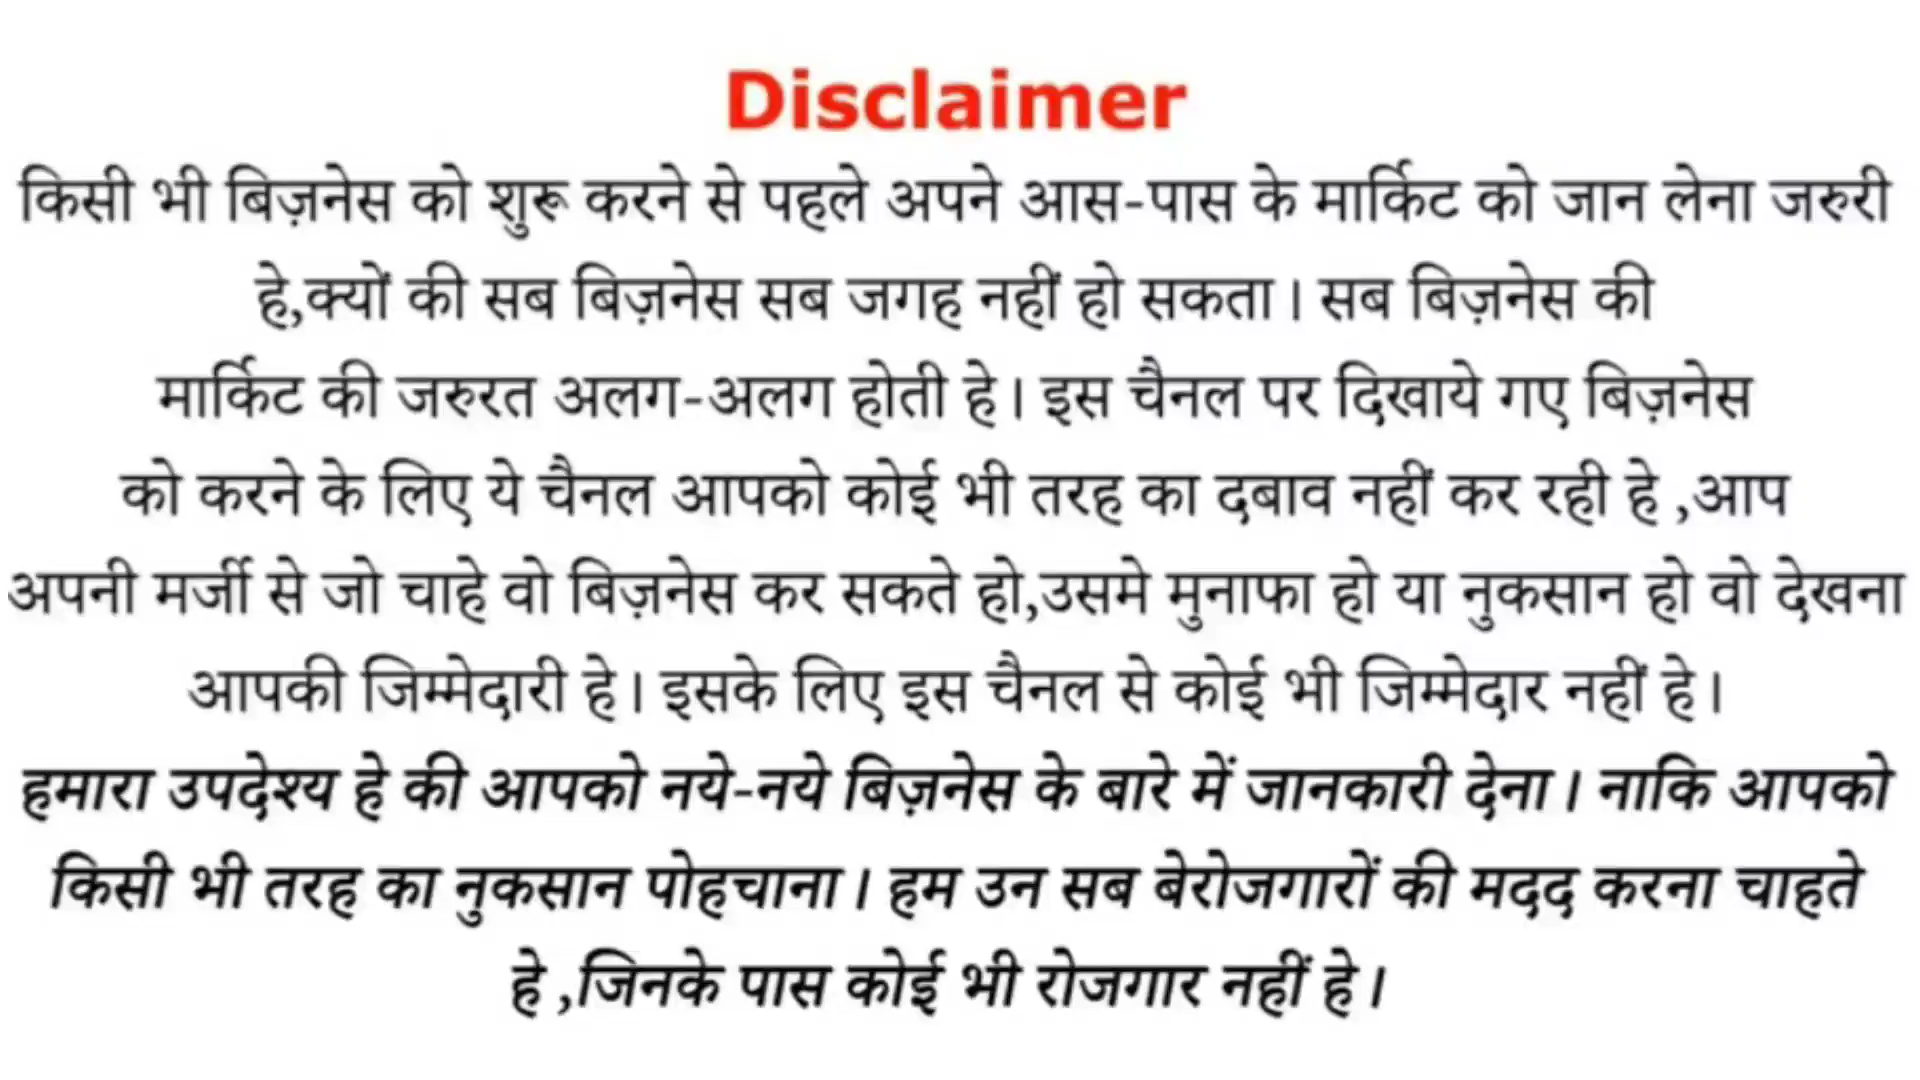 Disclaimer
किसी भी बिज़नेस को शुरू करने से पहले अपने आस-पास के मार्किट को जान लेना जरुरी
हे,क्यों की सब बिज़नेस सब जगह नहीं हो सकता। सब बिज़नेस की
मार्किट की जरुरत अलग-अलग होती हे। इस चैनल पर दिखाये गए बिज़नेस
को करने के लिए ये चैनल आपको कोई भी तरह का दबाव नहीं कर रही हे ,आप
अपनी मर्जी से जो चाहे वो बिज़नेस कर सकते हो,उसमे मुनाफा हो या नुकसान हो वो देखना
आपकी जिम्मेदारी हे। इसके लिए इस चैनल से कोई भी जिम्मेदार नहीं हे।
हमारा उपदेश्य हे की आपको नये-नये बिज़नेस के बारे में जानकारी देना। नाकि आपको
किसी भी तरह का नुकसान पोहचाना। हम उन सब बेरोजगारों की मदद करना चाहते
हे ,जिनके पास कोई भी रोजगार नहीं हे।